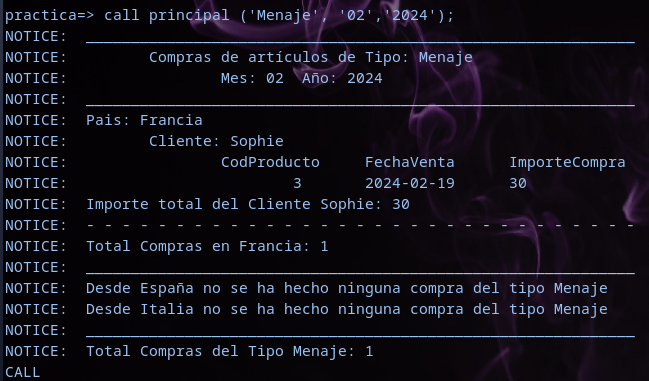 practica=> call principal ('Menaje', '02','2024');
NOTICE:  _____________________________________________________________
NOTICE:         Compras de artículos de Tipo: Menaje
NOTICE:                 Mes: 02  Año: 2024
NOTICE:  _____________________________________________________________
NOTICE:  Pais: Francia
NOTICE:         Cliente: Sophie
NOTICE:                 CodProducto     FechaVenta      ImporteCompra
NOTICE:                         3       2024-02-19      30
NOTICE:  Importe total del Cliente Sophie: 30
NOTICE:  - - - - - - - - - - - - - - - - - - - - - - - - - - - - - - -
NOTICE:  Total Compras en Francia: 1
NOTICE:  _____________________________________________________________
NOTICE:  Desde España no se ha hecho ninguna compra del tipo Menaje
NOTICE:  Desde Italia no se ha hecho ninguna compra del tipo Menaje
NOTICE:  _____________________________________________________________
NOTICE:  Total Compras del Tipo Menaje: 1
CALL